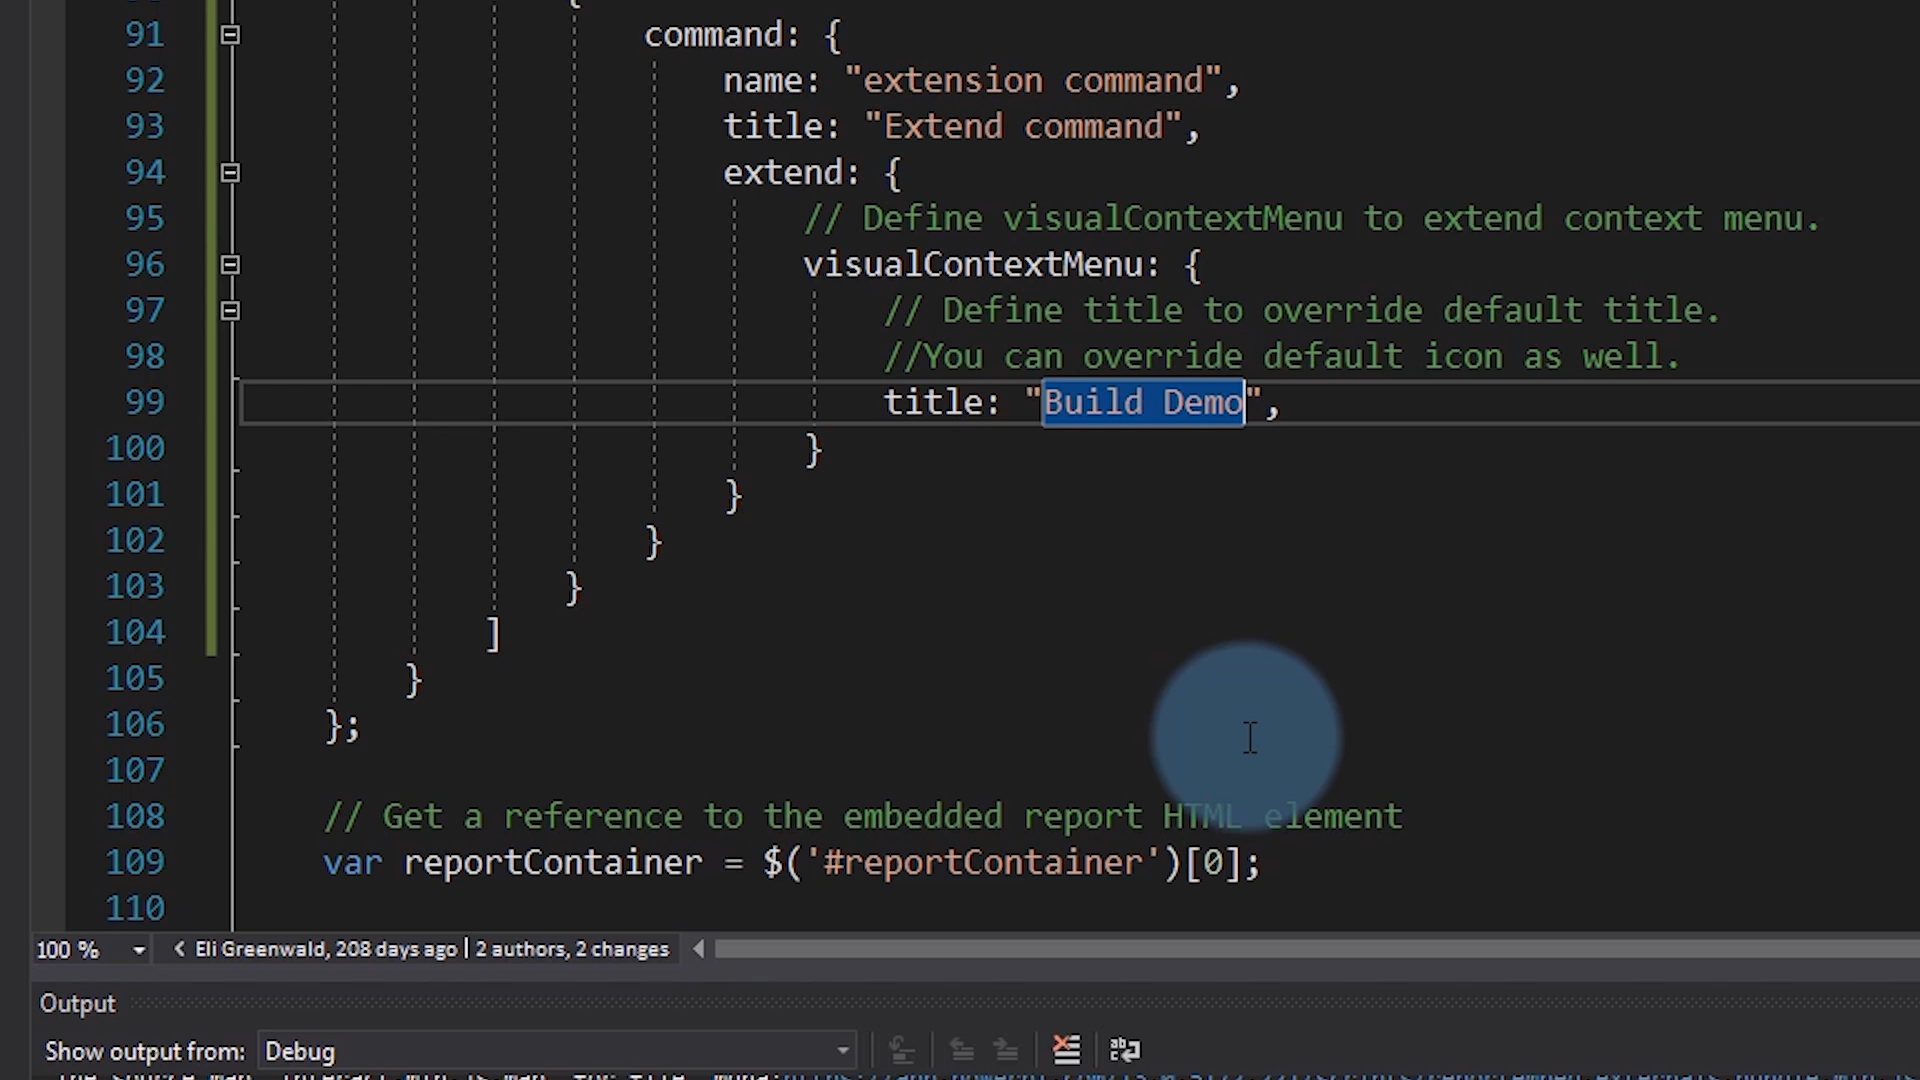 91 command: {
92 name: "extension command",
93 title: "Extend command",
94 extend: {
95 // Define visualContextMenu to extend context menu.
96 visualContextMenu: {
97 // Define title to override default title.
98 //You can override default icon as well.
99 title: "Build Demo",
100 }
101 }
102 }
103 }
104 ]
105 }
106 };
107
108 // Get a reference to the embedded report HTML element
109 var reportContainer = $('#reportContainer')[0];
110
100 % Eli Greenwald, 208 days ago | 2 authors, 2 changes
Output
Show output from: Debug